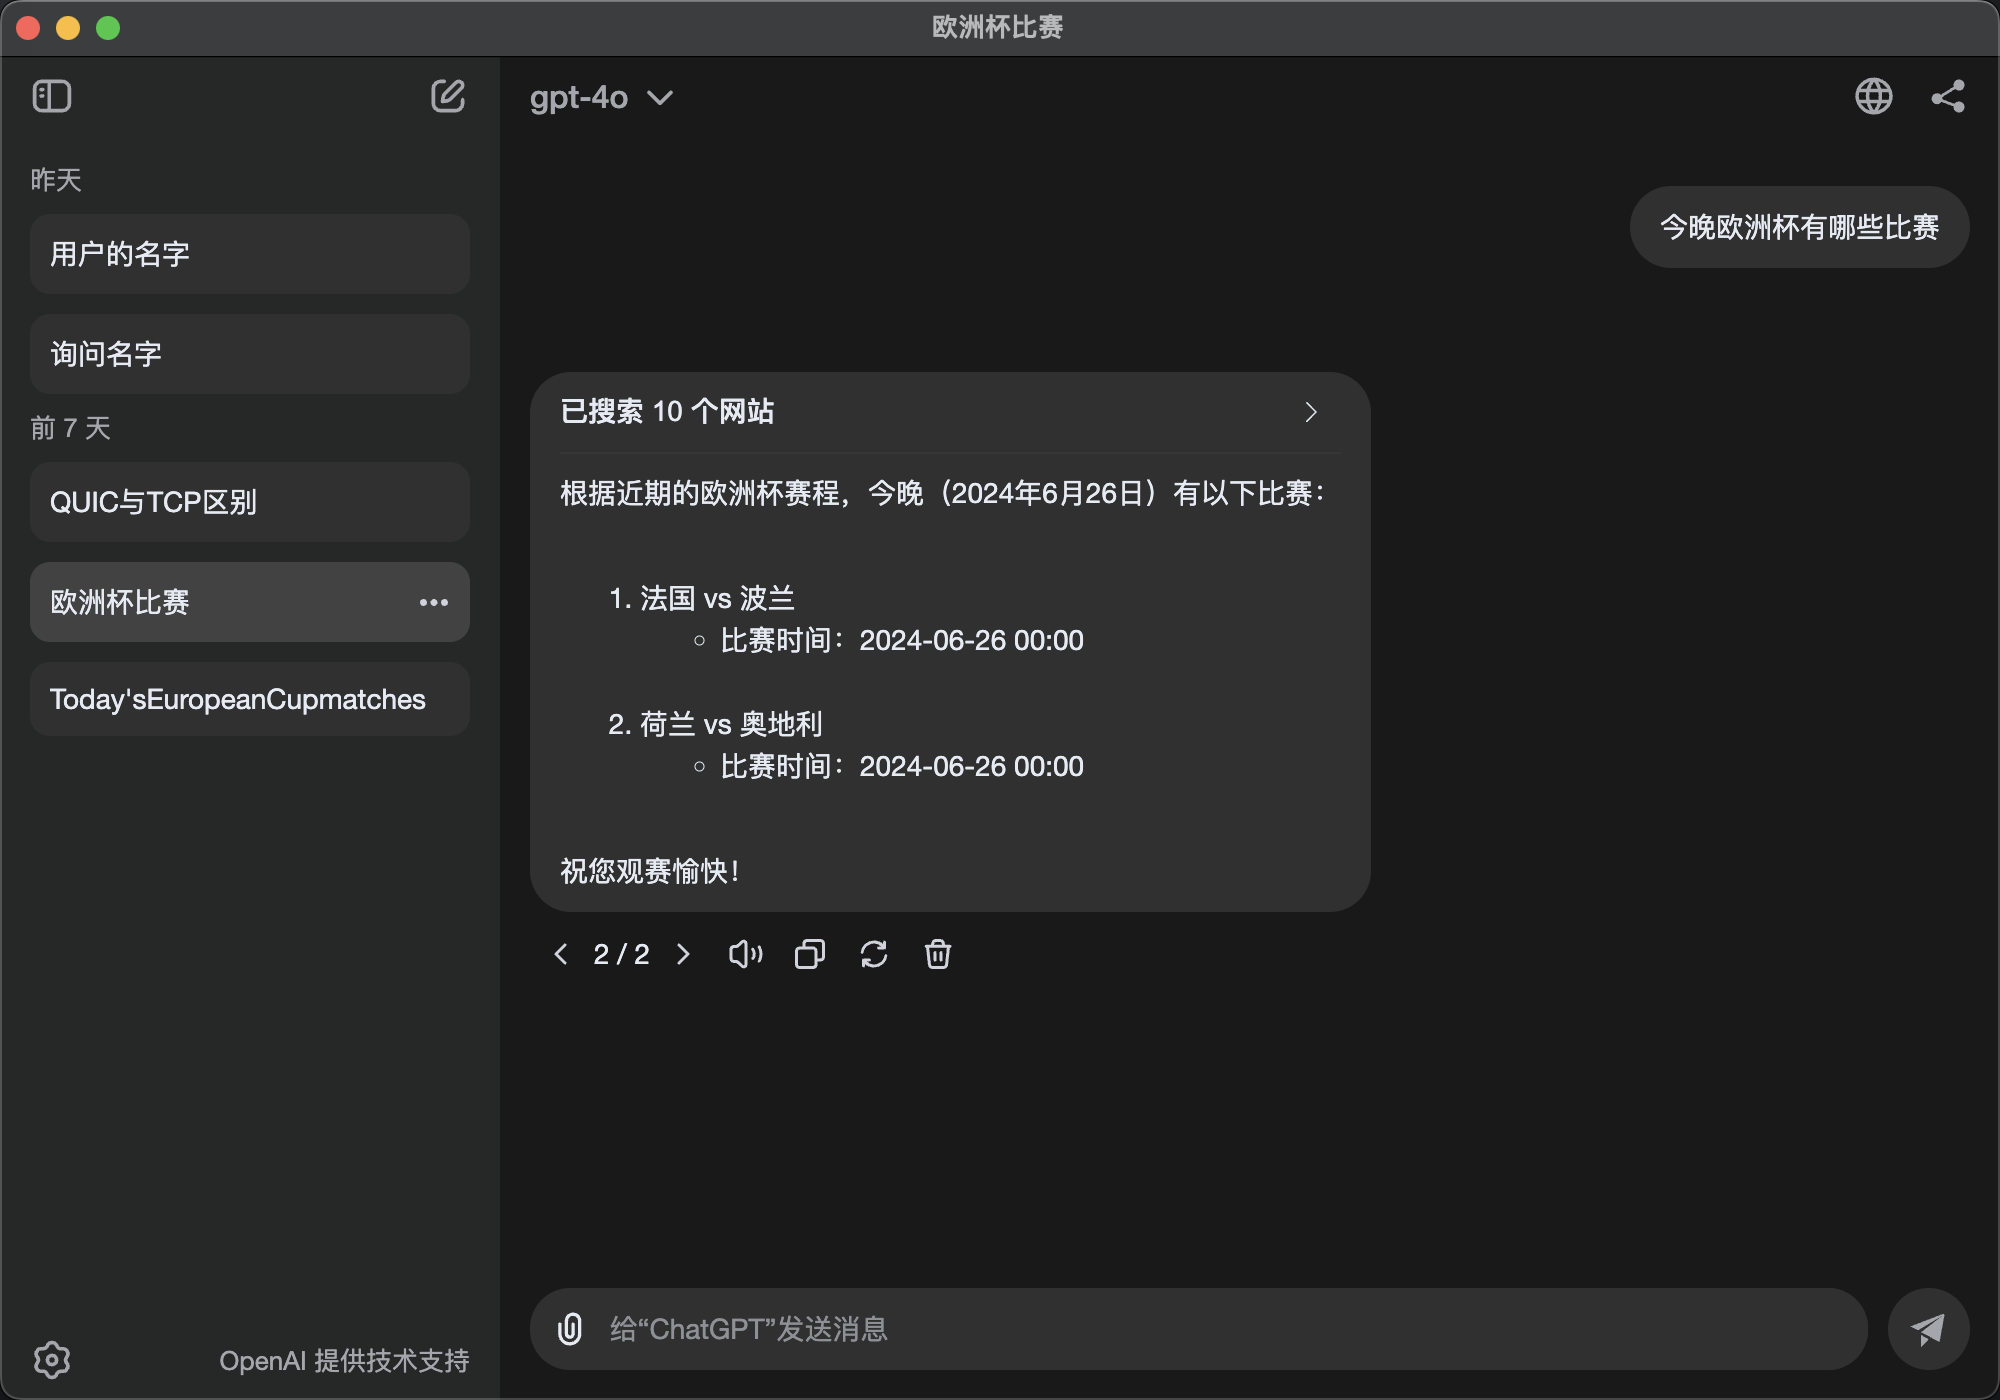 欧洲杯比赛
gpt-4o
昨天
用户的名字
询问名字
前 7 天
QUIC与TCP区别
欧洲杯比赛
Today'sEuropeanCupmatches
OpenAI 提供技术支持
今晚欧洲杯有哪些比赛
已搜索 10 个网站
根据近期的欧洲杯赛程，今晚（2024年6月26日）有以下比赛：
1. 法国 vs 波兰
◦ 比赛时间：2024-06-26 00:00
2. 荷兰 vs 奥地利
◦ 比赛时间：2024-06-26 00:00
祝您观赛愉快！
2 / 2
给“ChatGPT”发送消息